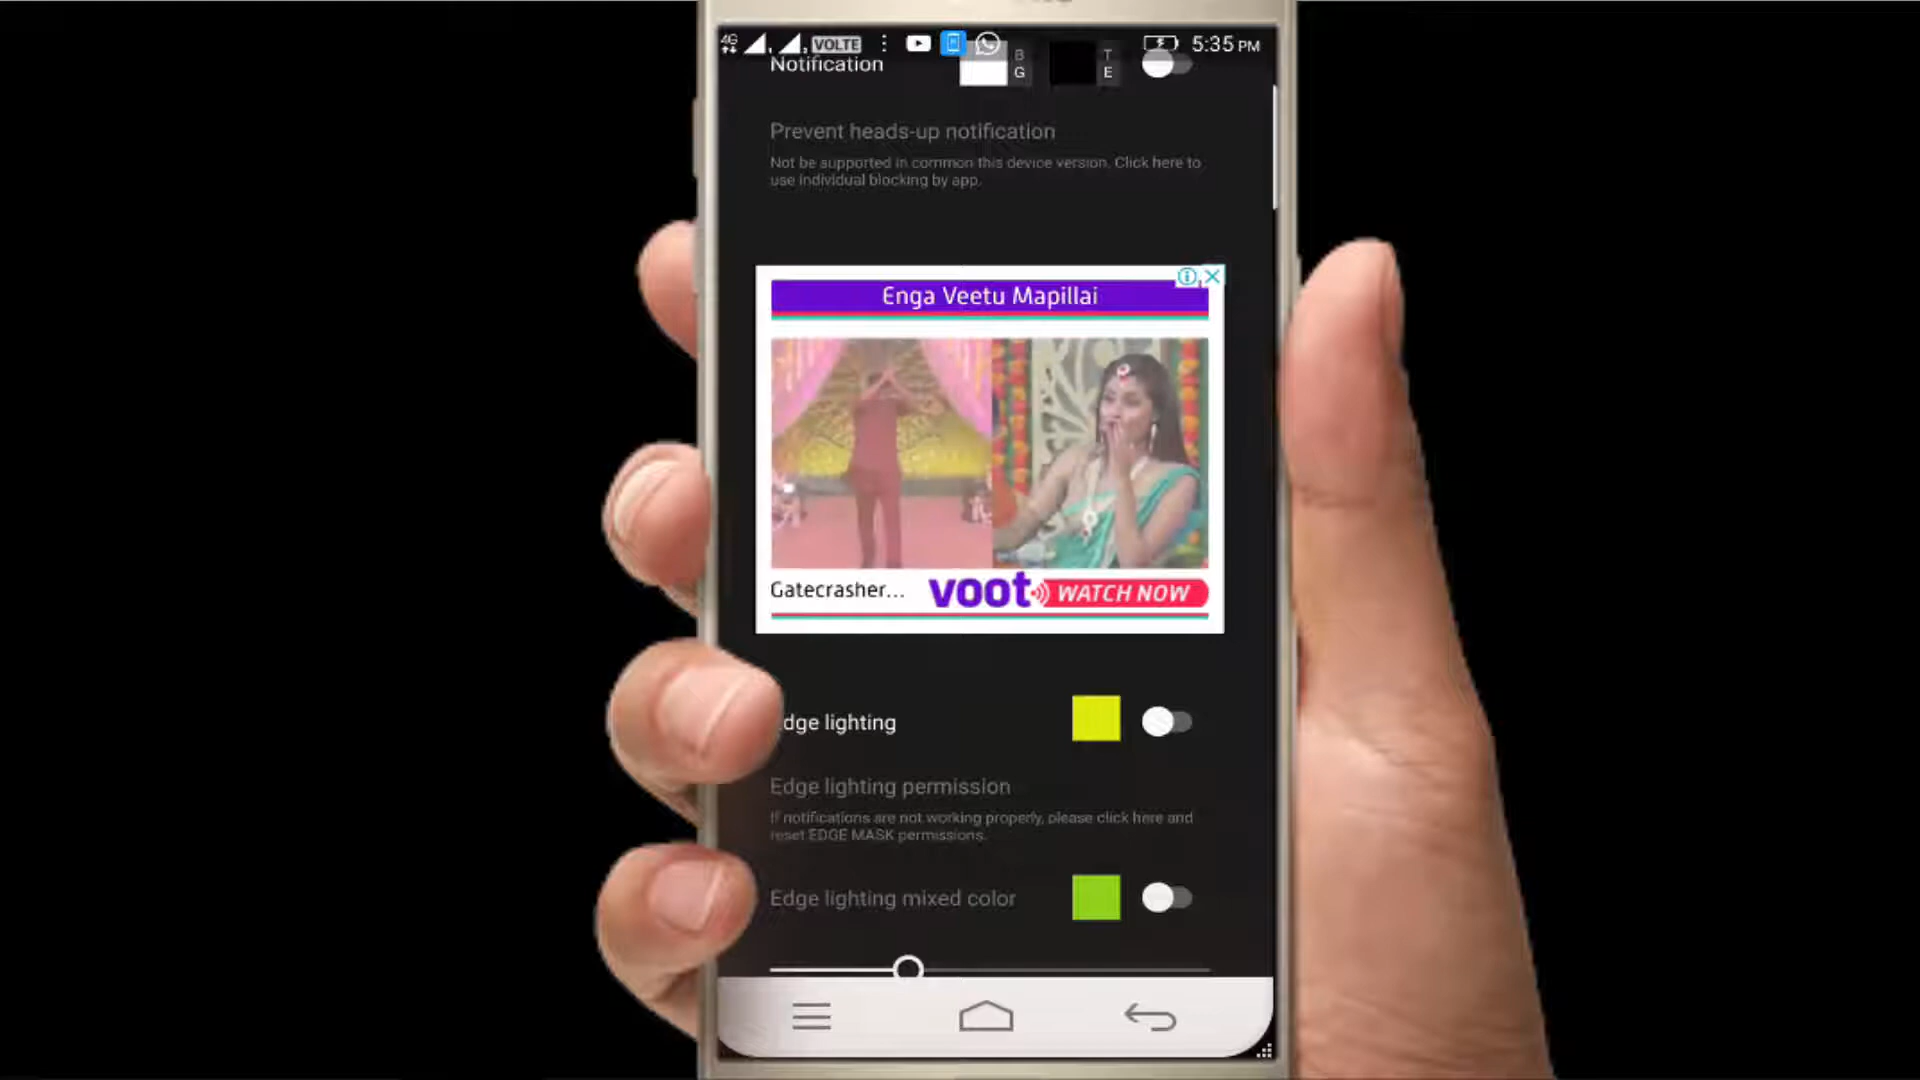 4G VOLTE 5:35 PM
Notification B G T E
Prevent heads-up notification
Not be supported in common this device version. Click here to
use individual blocking by app.
Enga Veetu Mapillai
Gatecrasher... voot WATCH NOW
dge lighting
Edge lighting permission
If notifications are not working properly, please click here and
reset EDGE MASK permissions.
Edge lighting mixed color